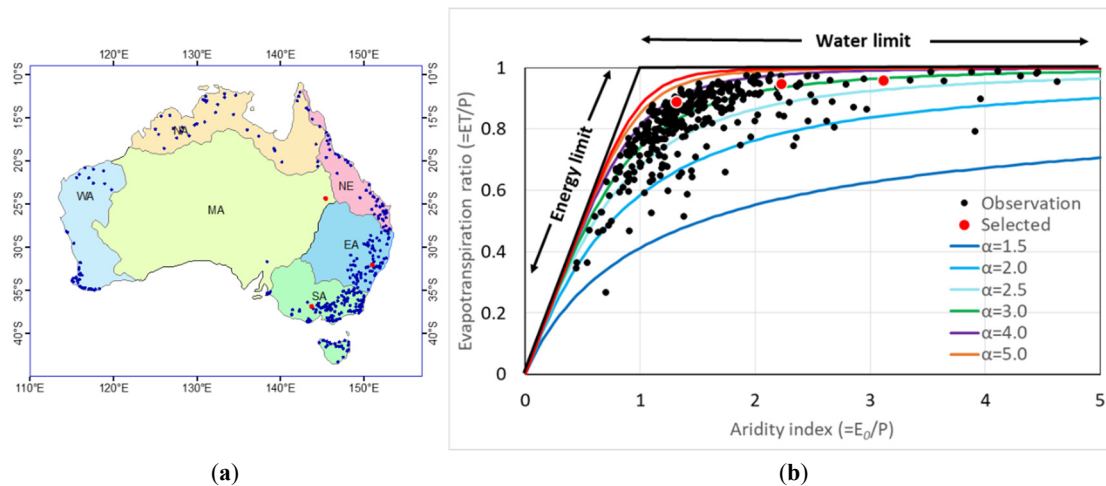 120°E 130°E 140°E 150°E
10°S
15°S
20°S
25°S
30°S
35°S
40°S
10°S
15°S
20°S
25°S
30°S
35°S
40°S
NA
NE
WA
MA
EA
SA
110°E 120°E 130°E 140°E 150°E
(a)
Water limit
Energy limit
Evapotranspiration ratio (=ET/P)
1
0.8
0.6
0.4
0.2
0
Observation
Selected
α=1.5
α=2.0
α=2.5
α=3.0
α=4.0
α=5.0
0 1 2 3 4 5
Aridity index (=E₀/P)
(b)